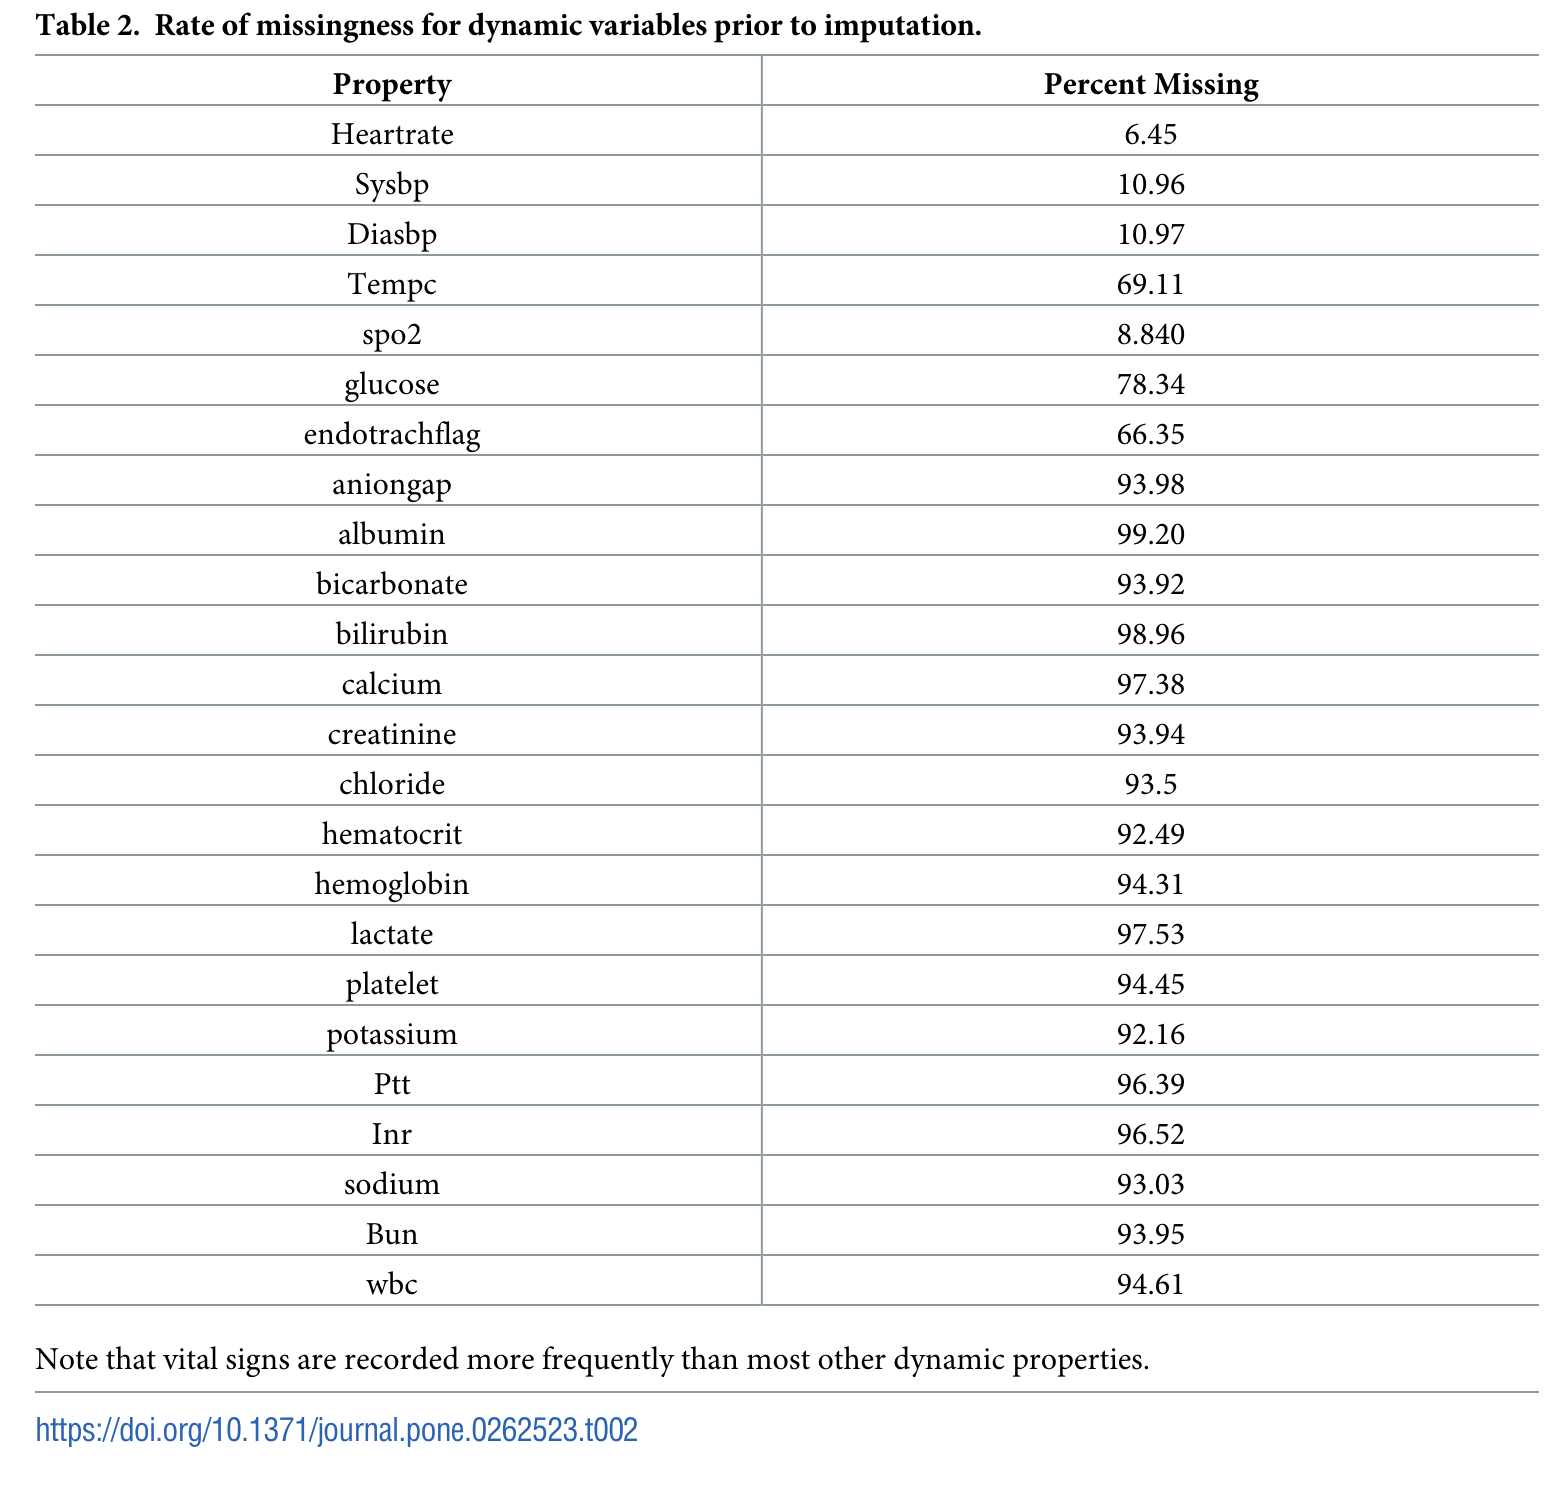 Table 2. Rate of missingness for dynamic variables prior to imputation.
Property Percent Missing
Heartrate 6.45
Sysbp 10.96
Diasbp 10.97
Tempc 69.11
spo2 8.840
glucose 78.34
endotrachflag 66.35
aniongap 93.98
albumin 99.20
bicarbonate 93.92
bilirubin 98.96
calcium 97.38
creatinine 93.94
chloride 93.5
hematocrit 92.49
hemoglobin 94.31
lactate 97.53
platelet 94.45
potassium 92.16
Ptt 96.39
Inr 96.52
sodium 93.03
Bun 93.95
wbc 94.61
Note that vital signs are recorded more frequently than most other dynamic properties.
https://doi.org/10.1371/journal.pone.0262523.t002